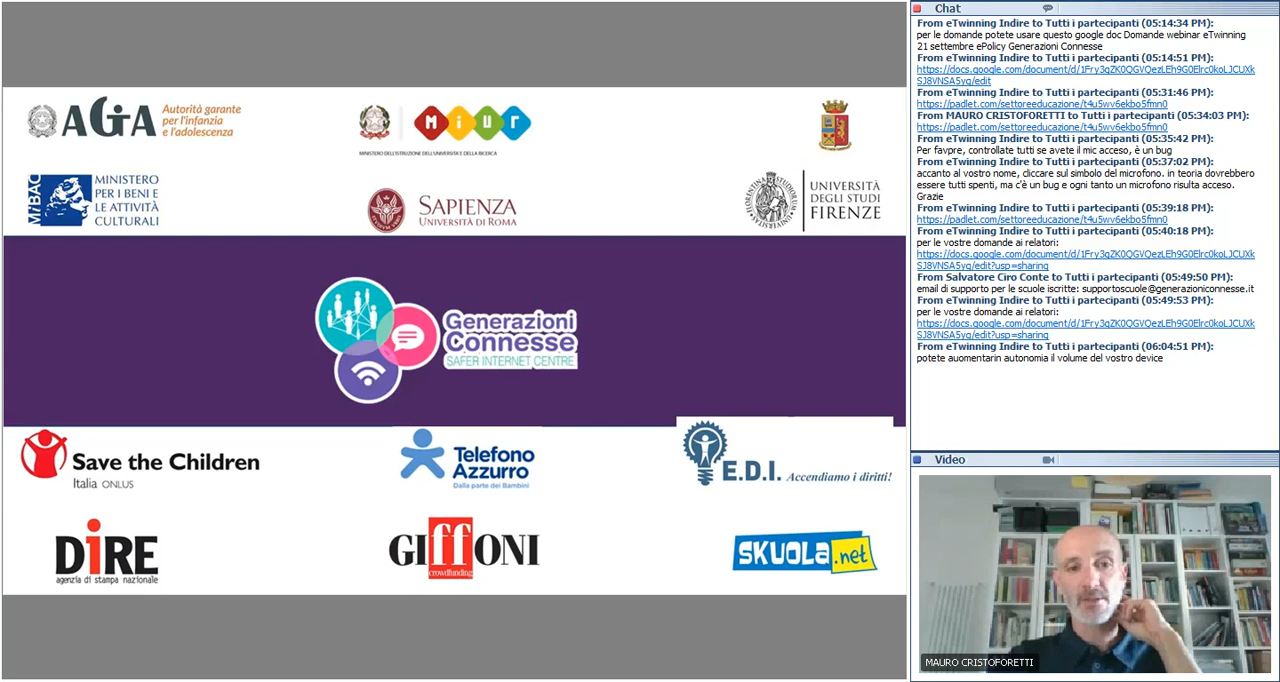 AGIA Autorità garante
per l'infanzia
e l'adolescenza
MIUR
MINISTERO DELL'ISTRUZIONE DELL'UNIVERSITÀ E DELLA RICERCA
MiBAC
MINISTERO
PER I BENI E
LE ATTIVITÀ
CULTURALI
SAPIENZA
UNIVERSITÀ DI ROMA
UNIVERSITÀ
DEGLI STUDI
FIRENZE
Generazioni
Connesse
SAFER INTERNET CENTRE
Save the Children
Italia ONLUS
Telefono
Azzurro
Dalla parte dei Bambini
E.D.I. Accendiamo i diritti!
DiRE
agenzia di stampa nazionale
GIFFONI
crowdfunding
SKUOLA.net
Chat
From eTwinning Indire to Tutti i partecipanti (05:14:34 PM):
per le domande potete usare questo google doc Domande webinar eTwinning
21 settembre ePolicy Generazioni Connesse
From eTwinning Indire to Tutti i partecipanti (05:14:51 PM):
https://docs.google.com/document/d/1Fry3gZK0QGVQezLEh9G0Elrc0koLJCUXk
SJ8VNSA5yg/edit
From eTwinning Indire to Tutti i partecipanti (05:31:46 PM):
https://padlet.com/settoreeducazione/t4u5wv6ekbo5fmn0
From MAURO CRISTOFORETTI to Tutti i partecipanti (05:34:03 PM):
https://padlet.com/settoreeducazione/t4u5wv6ekbo5fmn0
From eTwinning Indire to Tutti i partecipanti (05:35:42 PM):
Per favpre, controllate tutti se avete il mic acceso, è un bug
From eTwinning Indire to Tutti i partecipanti (05:37:02 PM):
accanto al vostro nome, cliccare sul simbolo del microfono. in teoria dovrebbero
essere tutti spenti, ma c'è un bug e ogni tanto un microfono risulta acceso.
Grazie
From eTwinning Indire to Tutti i partecipanti (05:39:18 PM):
https://padlet.com/settoreeducazione/t4u5wv6ekbo5fmn0
From eTwinning Indire to Tutti i partecipanti (05:40:18 PM):
per le vostre domande ai relatori:
https://docs.google.com/document/d/1Fry3gZK0QGVQezLEh9G0Elrc0koLJCUXk
SJ8VNSA5yg/edit?usp=sharing
From Salvatore Ciro Conte to Tutti i partecipanti (05:49:50 PM):
email di supporto per le scuole iscritte: supportoscuole@generazioniconnesse.it
From eTwinning Indire to Tutti i partecipanti (05:49:53 PM):
per le vostre domande ai relatori:
https://docs.google.com/document/d/1Fry3gZK0QGVQezLEh9G0Elrc0koLJCUXk
SJ8VNSA5yg/edit?usp=sharing
From eTwinning Indire to Tutti i partecipanti (06:04:51 PM):
potete auomentarin autonomia il volume del vostro device
Video
MAURO CRISTOFORETTI